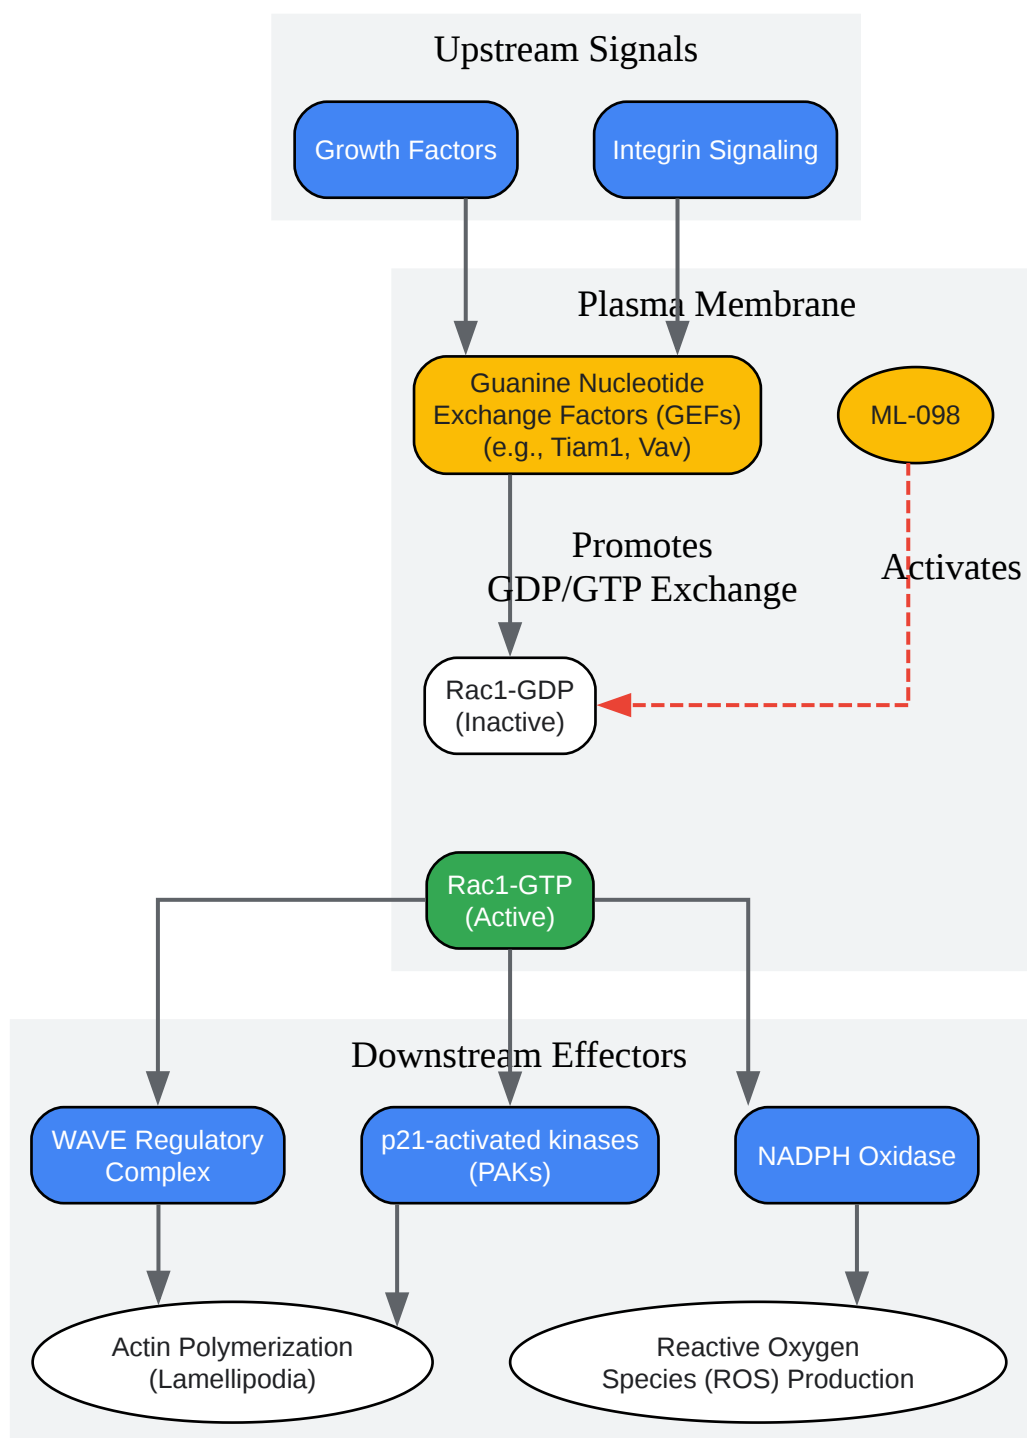 Upstream Signals
Growth Factors
Integrin Signaling
Plasma Membrane
Guanine Nucleotide
Exchange Factors (GEFs)
(e.g., Tiam1, Vav)
ML-098
Promotes
GDP/GTP Exchange
Activates
Rac1-GDP
(Inactive)
Rac1-GTP
(Active)
Downstream Effectors
WAVE Regulatory
Complex
p21-activated kinases
(PAKs)
NADPH Oxidase
Actin Polymerization
(Lamellipodia)
Reactive Oxygen
Species (ROS) Production